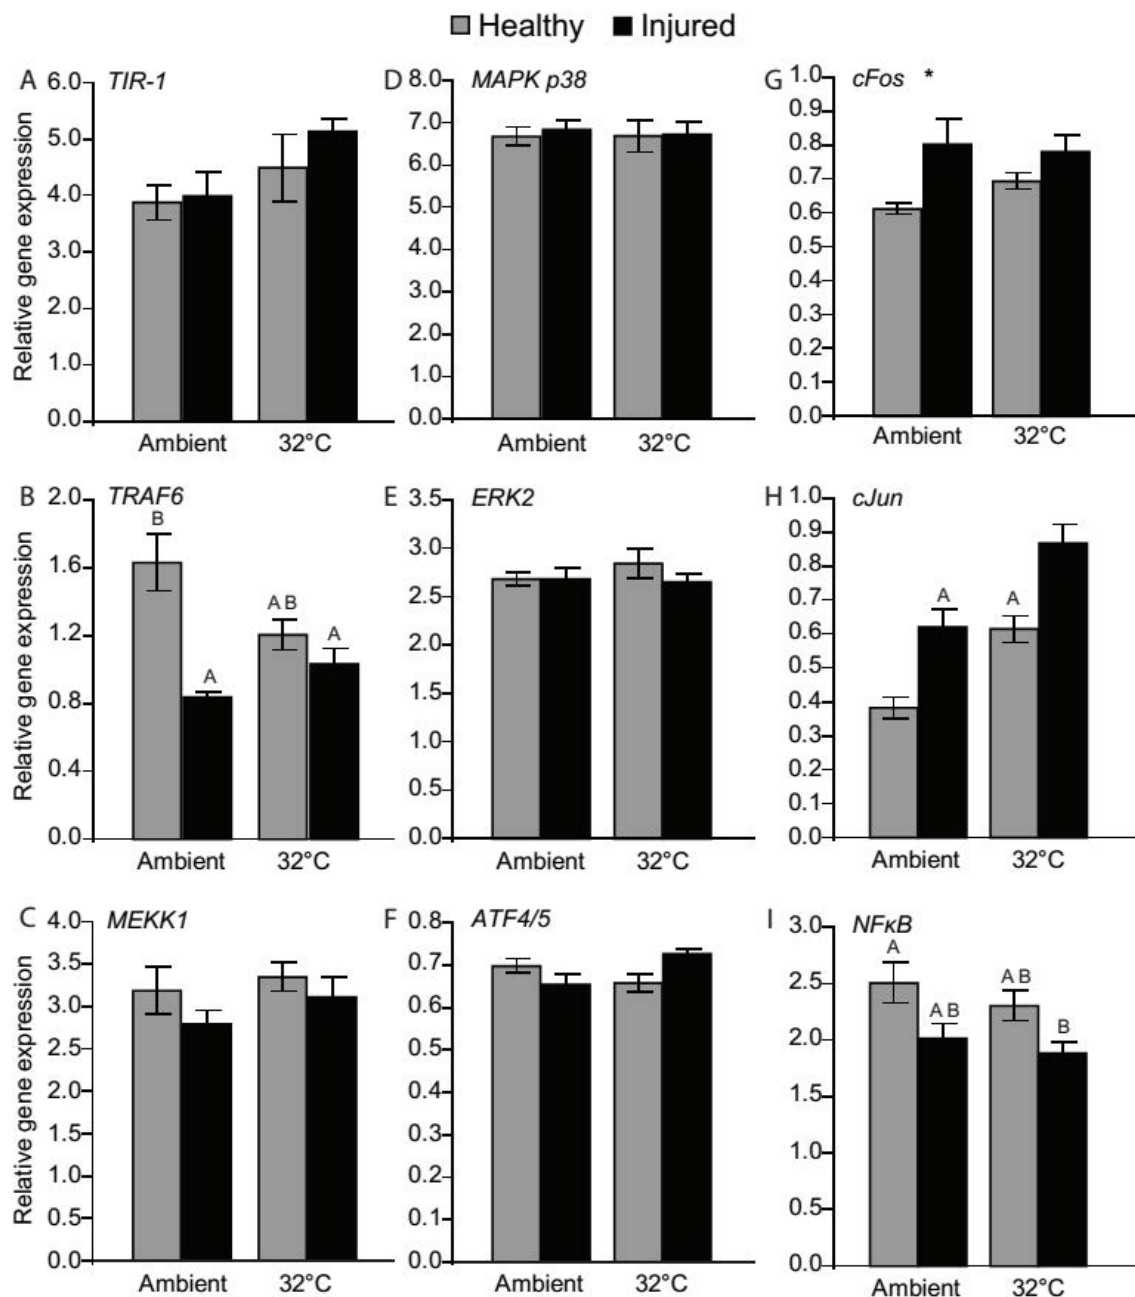 Healthy Injured
A TIR-1
Relative gene expression
6.0
5.0
4.0
3.0
2.0
1.0
0.0
Ambient 32°C
D MAPK p38
8.0
7.0
6.0
5.0
4.0
3.0
2.0
1.0
0.0
Ambient 32°C
G cFos *
1.0
0.9
0.8
0.7
0.6
0.5
0.4
0.3
0.2
0.1
0.0
Ambient 32°C
B TRAF6
Relative gene expression
2.0
1.6
1.2
0.8
0.4
0.0
B
A
A B
A
Ambient 32°C
E ERK2
3.5
3.0
2.5
2.0
1.5
1.0
0.5
0.0
Ambient 32°C
H cJun
1.0
0.9
0.8
0.7
0.6
0.5
0.4
0.3
0.2
0.1
0.0
A
A
Ambient 32°C
C MEKK1
Relative gene expression
4.0
3.5
3.0
2.5
2.0
1.5
1.0
0.5
0.0
Ambient 32°C
F ATF4/5
0.8
0.7
0.6
0.5
0.4
0.3
0.2
0.1
0.0
Ambient 32°C
I NFκB
3.0
2.5
2.0
1.5
1.0
0.5
0.0
A
A B
A B
B
Ambient 32°C